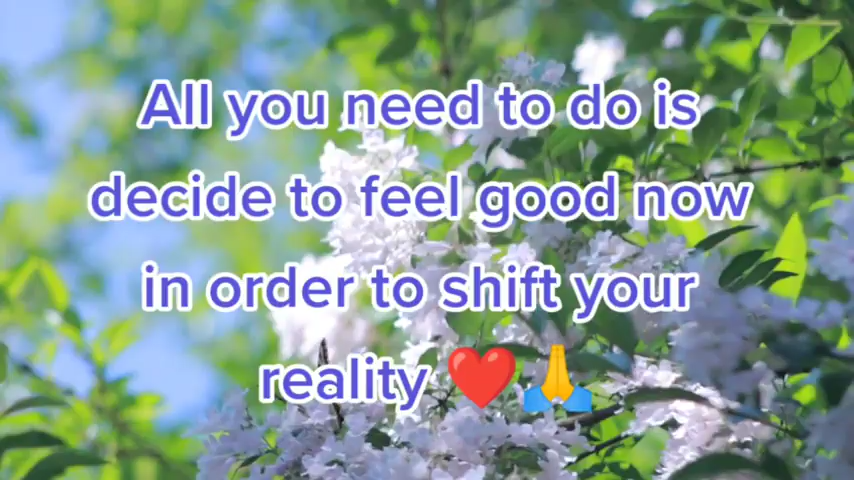 All you need to do is
decide to feel good now
in order to shift your
reality ❤️🙏